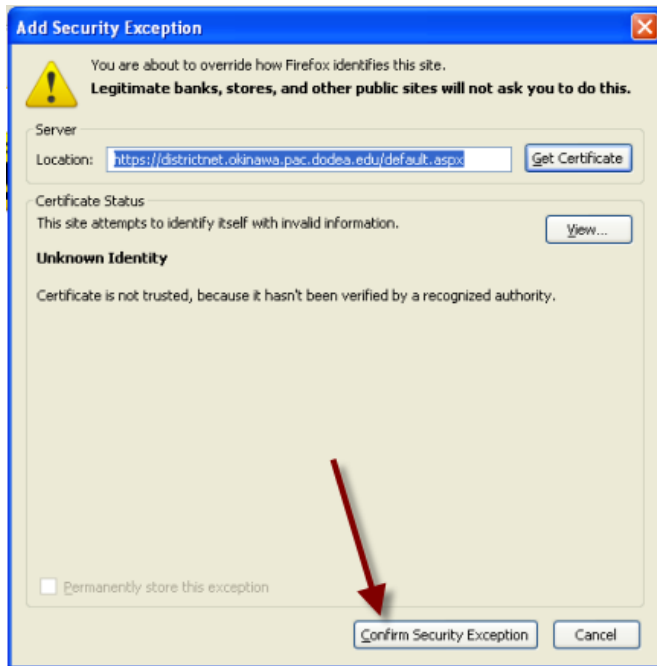 Add Security Exception
You are about to override how Firefox identifies this site.
Legitimate banks, stores, and other public sites will not ask you to do this.
Server
Location: https://districtnet.okinawa.pac.dodea.edu/default.aspx Get Certificate
Certificate Status
This site attempts to identify itself with invalid information.
View...
Unknown Identity
Certificate is not trusted, because it hasn't been verified by a recognized authority.
Permanently store this exception
Confirm Security Exception Cancel